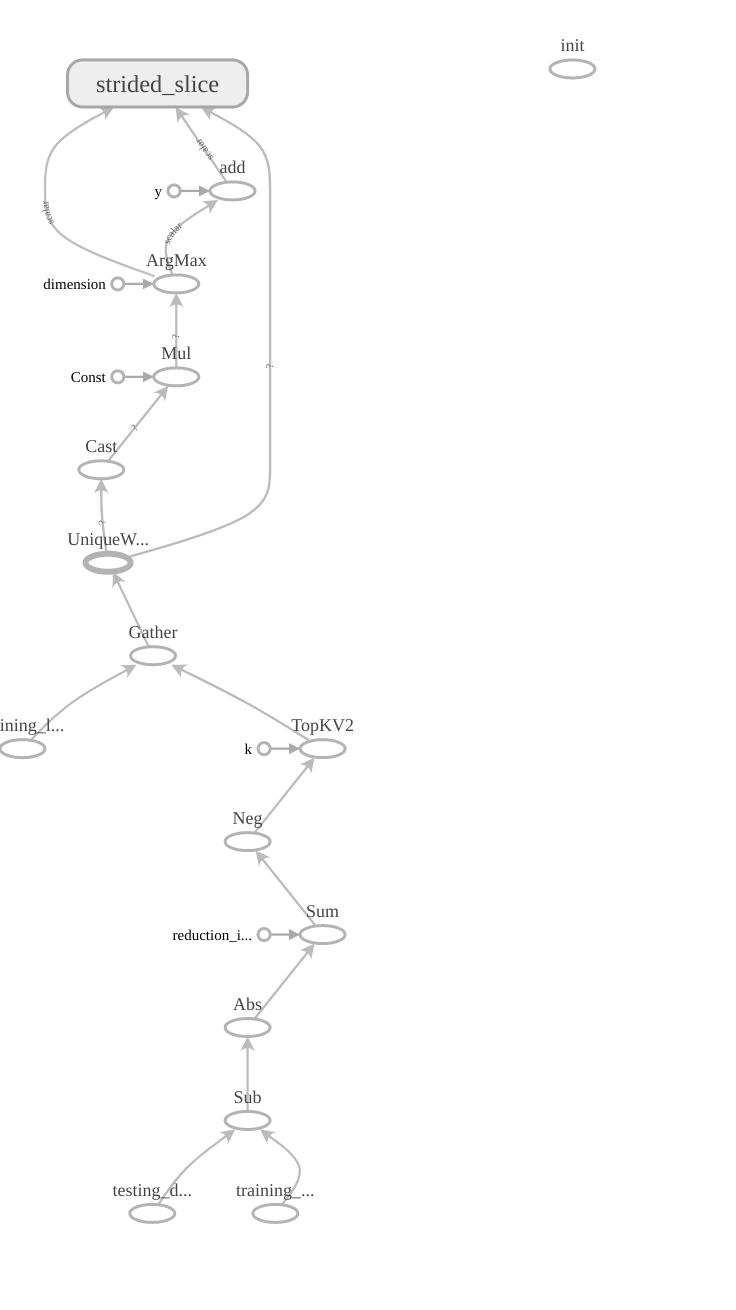 init
strided_slice
scalar
add
y
scalar
scalar
ArgMax
dimension
?
Mul
Const
?
?
Cast
?
UniqueW...
Gather
ining_l...
TopKV2
k
Neg
Sum
reduction_i...
Abs
Sub
testing_d... training_...